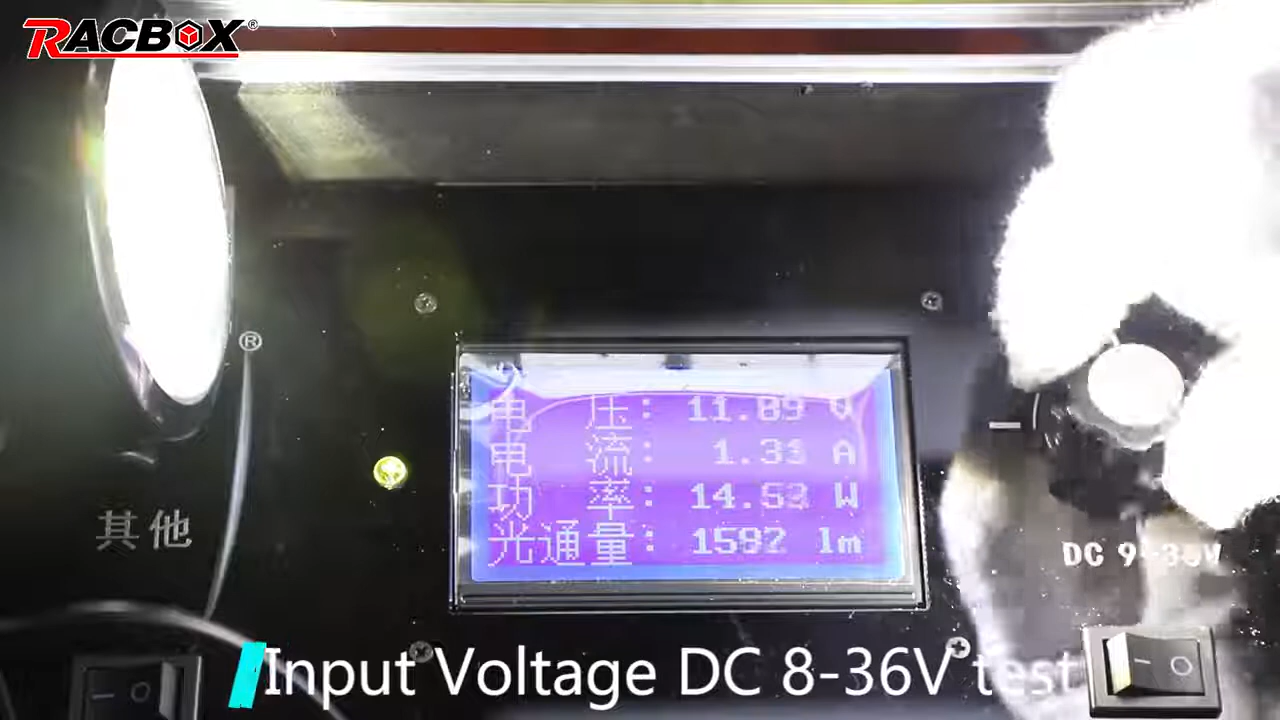 RACBOX®
®
电 压: 11.89 V
电 流: 1.31 A
功 率: 14.53 W
光通量: 1592 lm
其他
DC 9-36V
Input Voltage DC 8-36V test